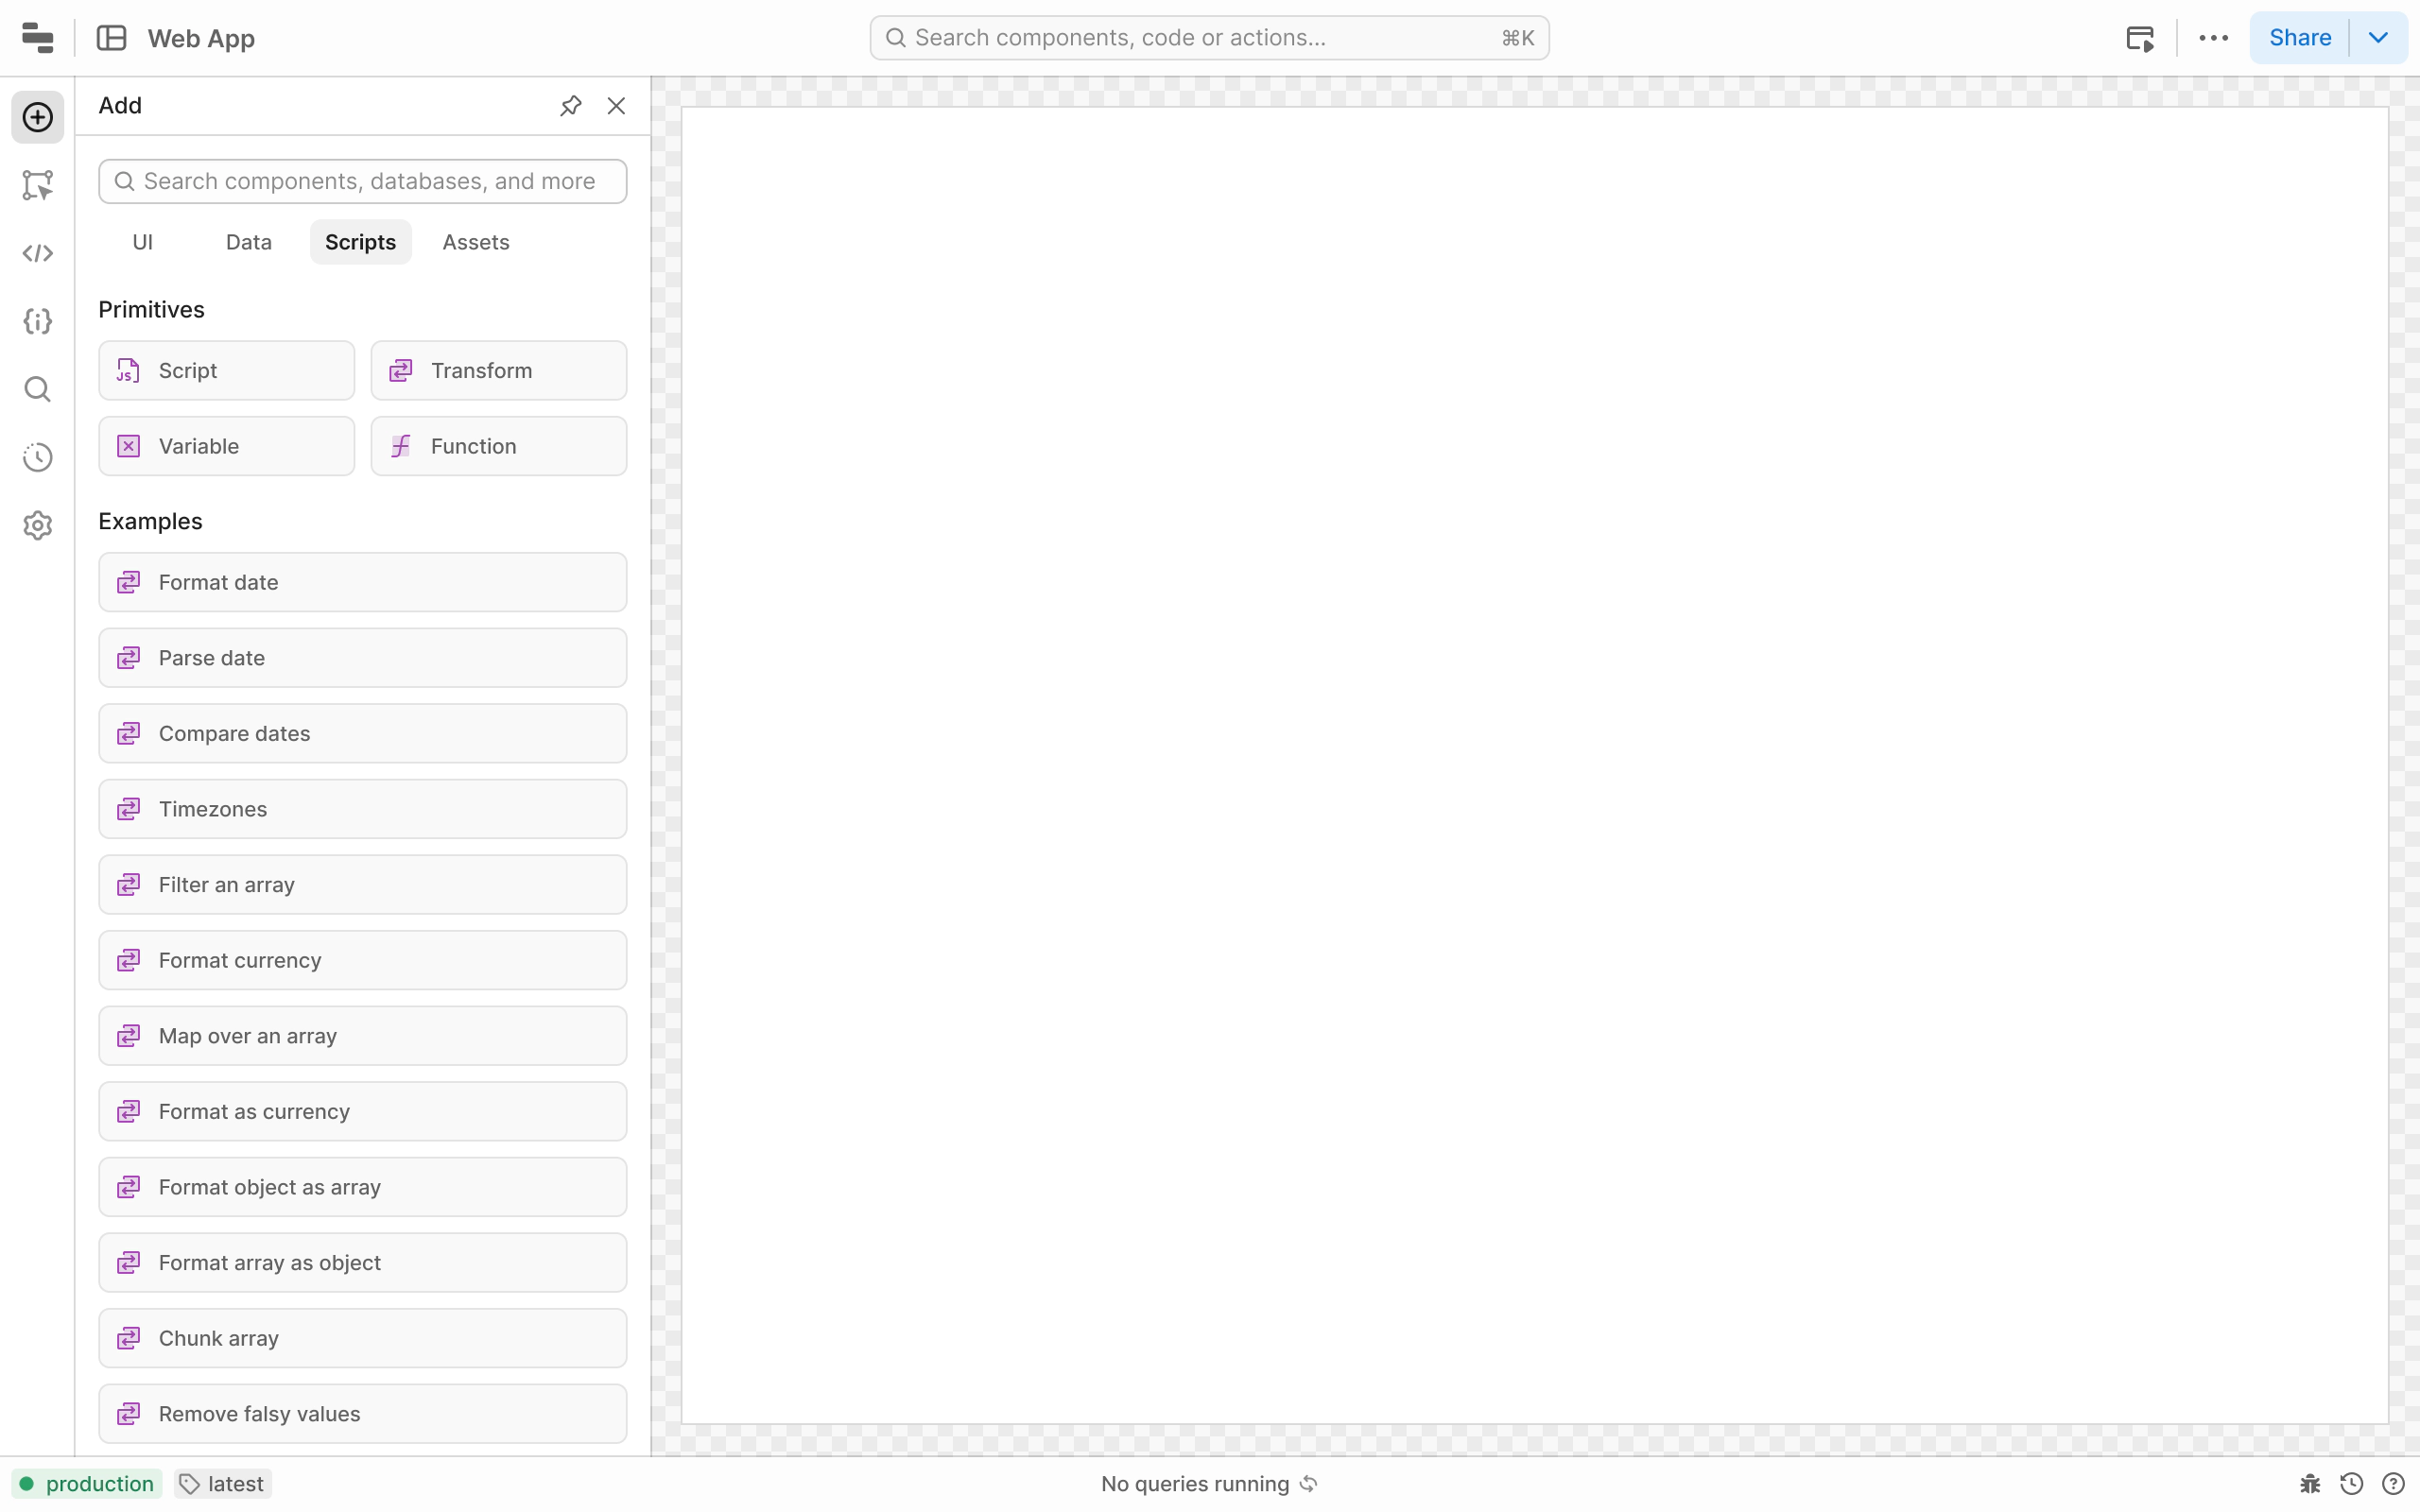 Web App
Search components, code or actions...
⌘K
Share
Add
Search components, databases, and more
UI
Data
Scripts
Assets
Primitives
JS
Script
Transform
Variable
Function
Examples
Format date
Parse date
Compare dates
Timezones
Filter an array
Format currency
Map over an array
Format as currency
Format object as array
Format array as object
Chunk array
Remove falsy values
production
latest
No queries running